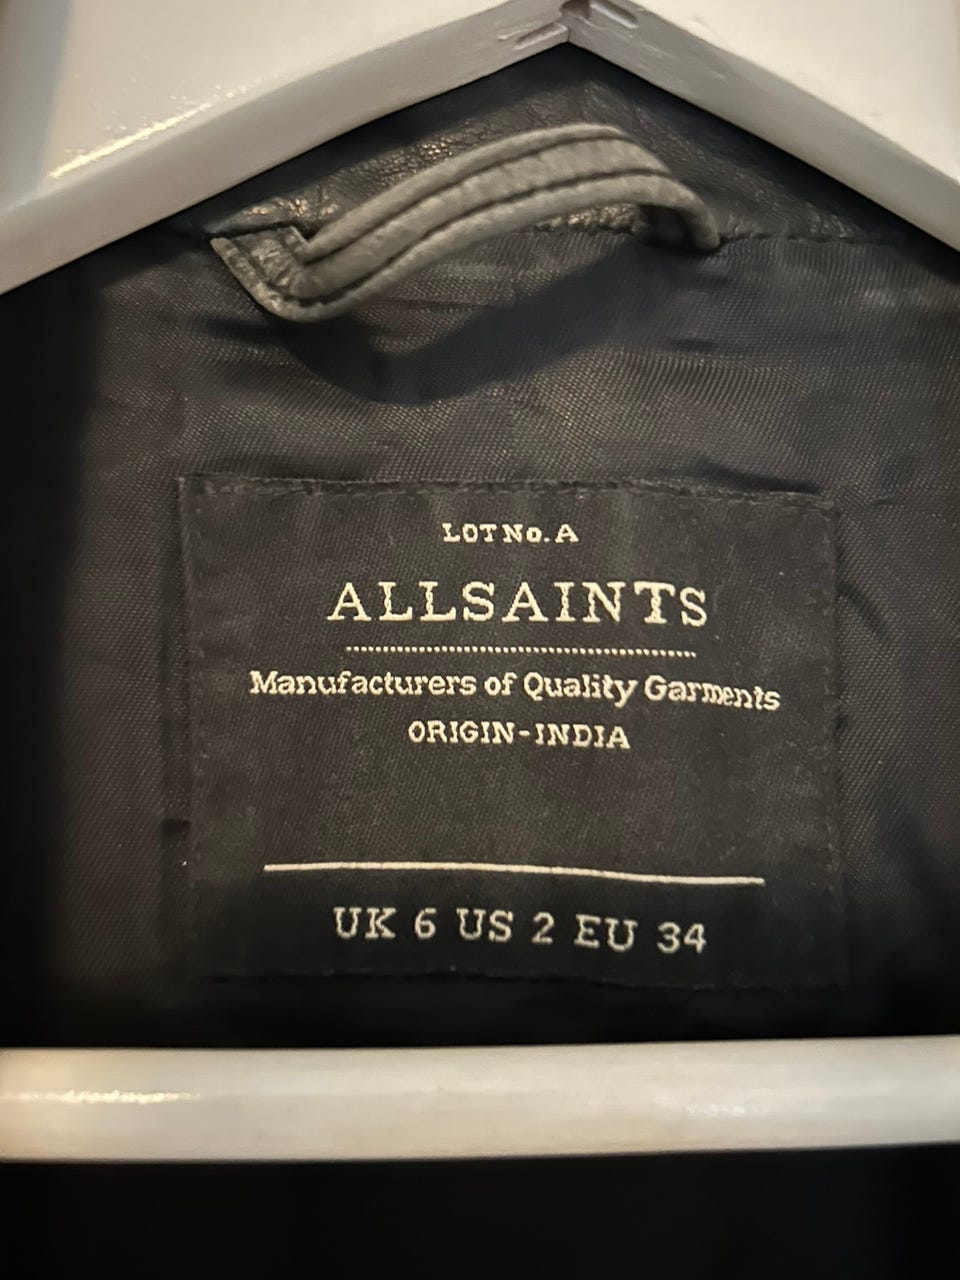 LOT No. A
ALLSAINTS
Manufacturers of Quality Garments
ORIGIN-INDIA
UK 6 US 2 EU 34